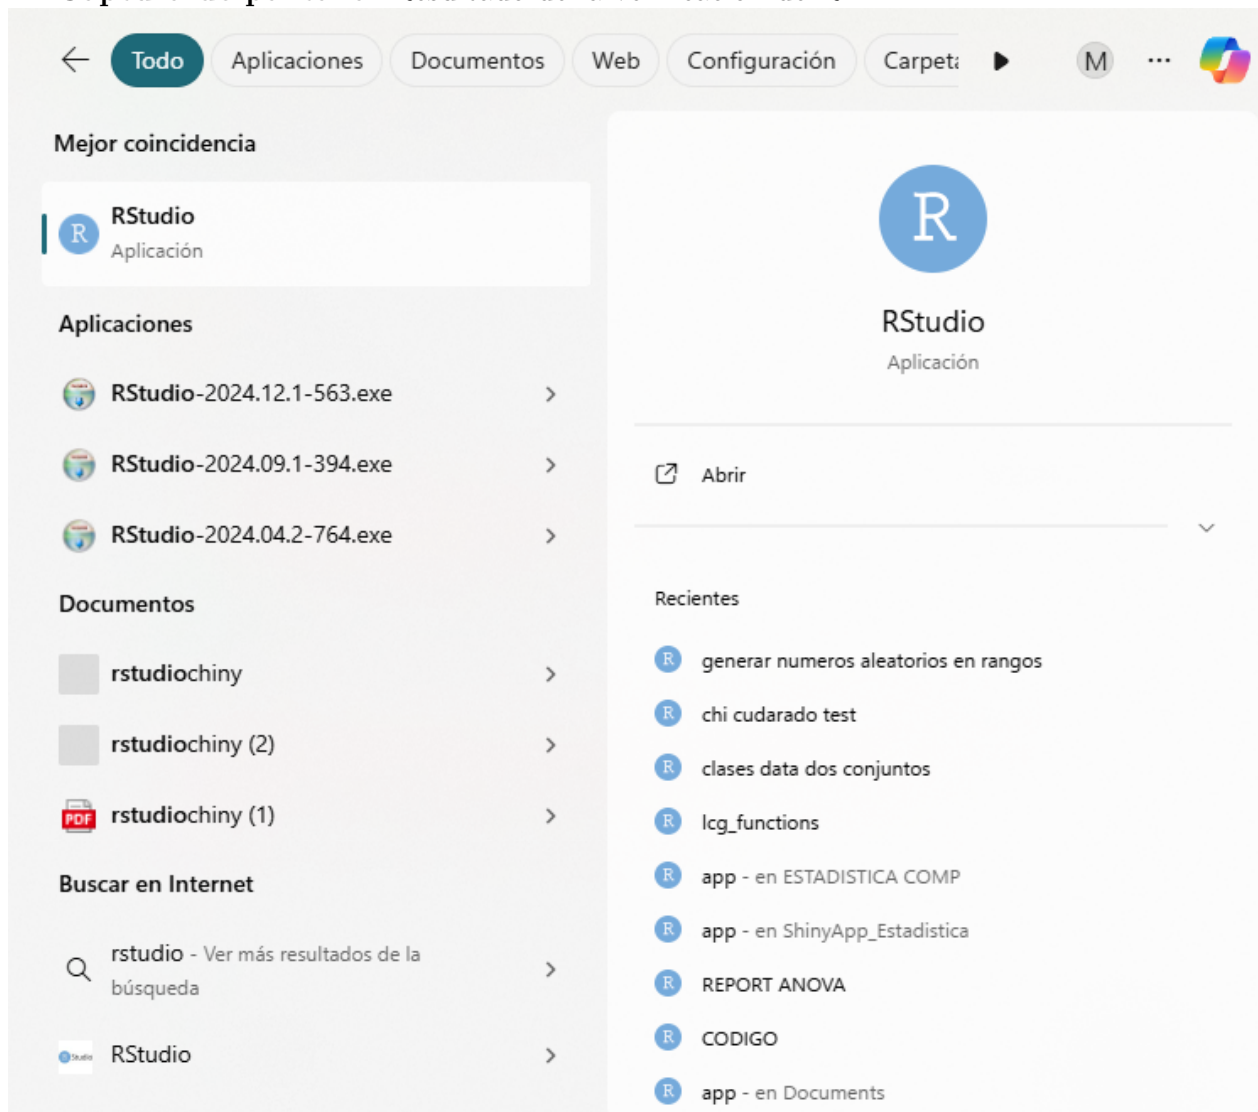 Todo
Aplicaciones
Documentos
Web
Configuración
Carpeta
M
Mejor coincidencia
R
RStudio
Aplicación
Aplicaciones
RStudio-2024.12.1-563.exe
RStudio-2024.09.1-394.exe
RStudio-2024.04.2-764.exe
Documentos
rstudiochiny
rstudiochiny (2)
PDF
rstudiochiny (1)
Buscar en Internet
rstudio - Ver más resultados de la
búsqueda
RStudio
R
RStudio
Aplicación
Abrir
Recientes
R generar numeros aleatorios en rangos
R chi cudarado test
R clases data dos conjuntos
R lcg_functions
R app - en ESTADISTICA COMP
R app - en ShinyApp_Estadistica
R REPORT ANOVA
R CODIGO
R app - en Documents